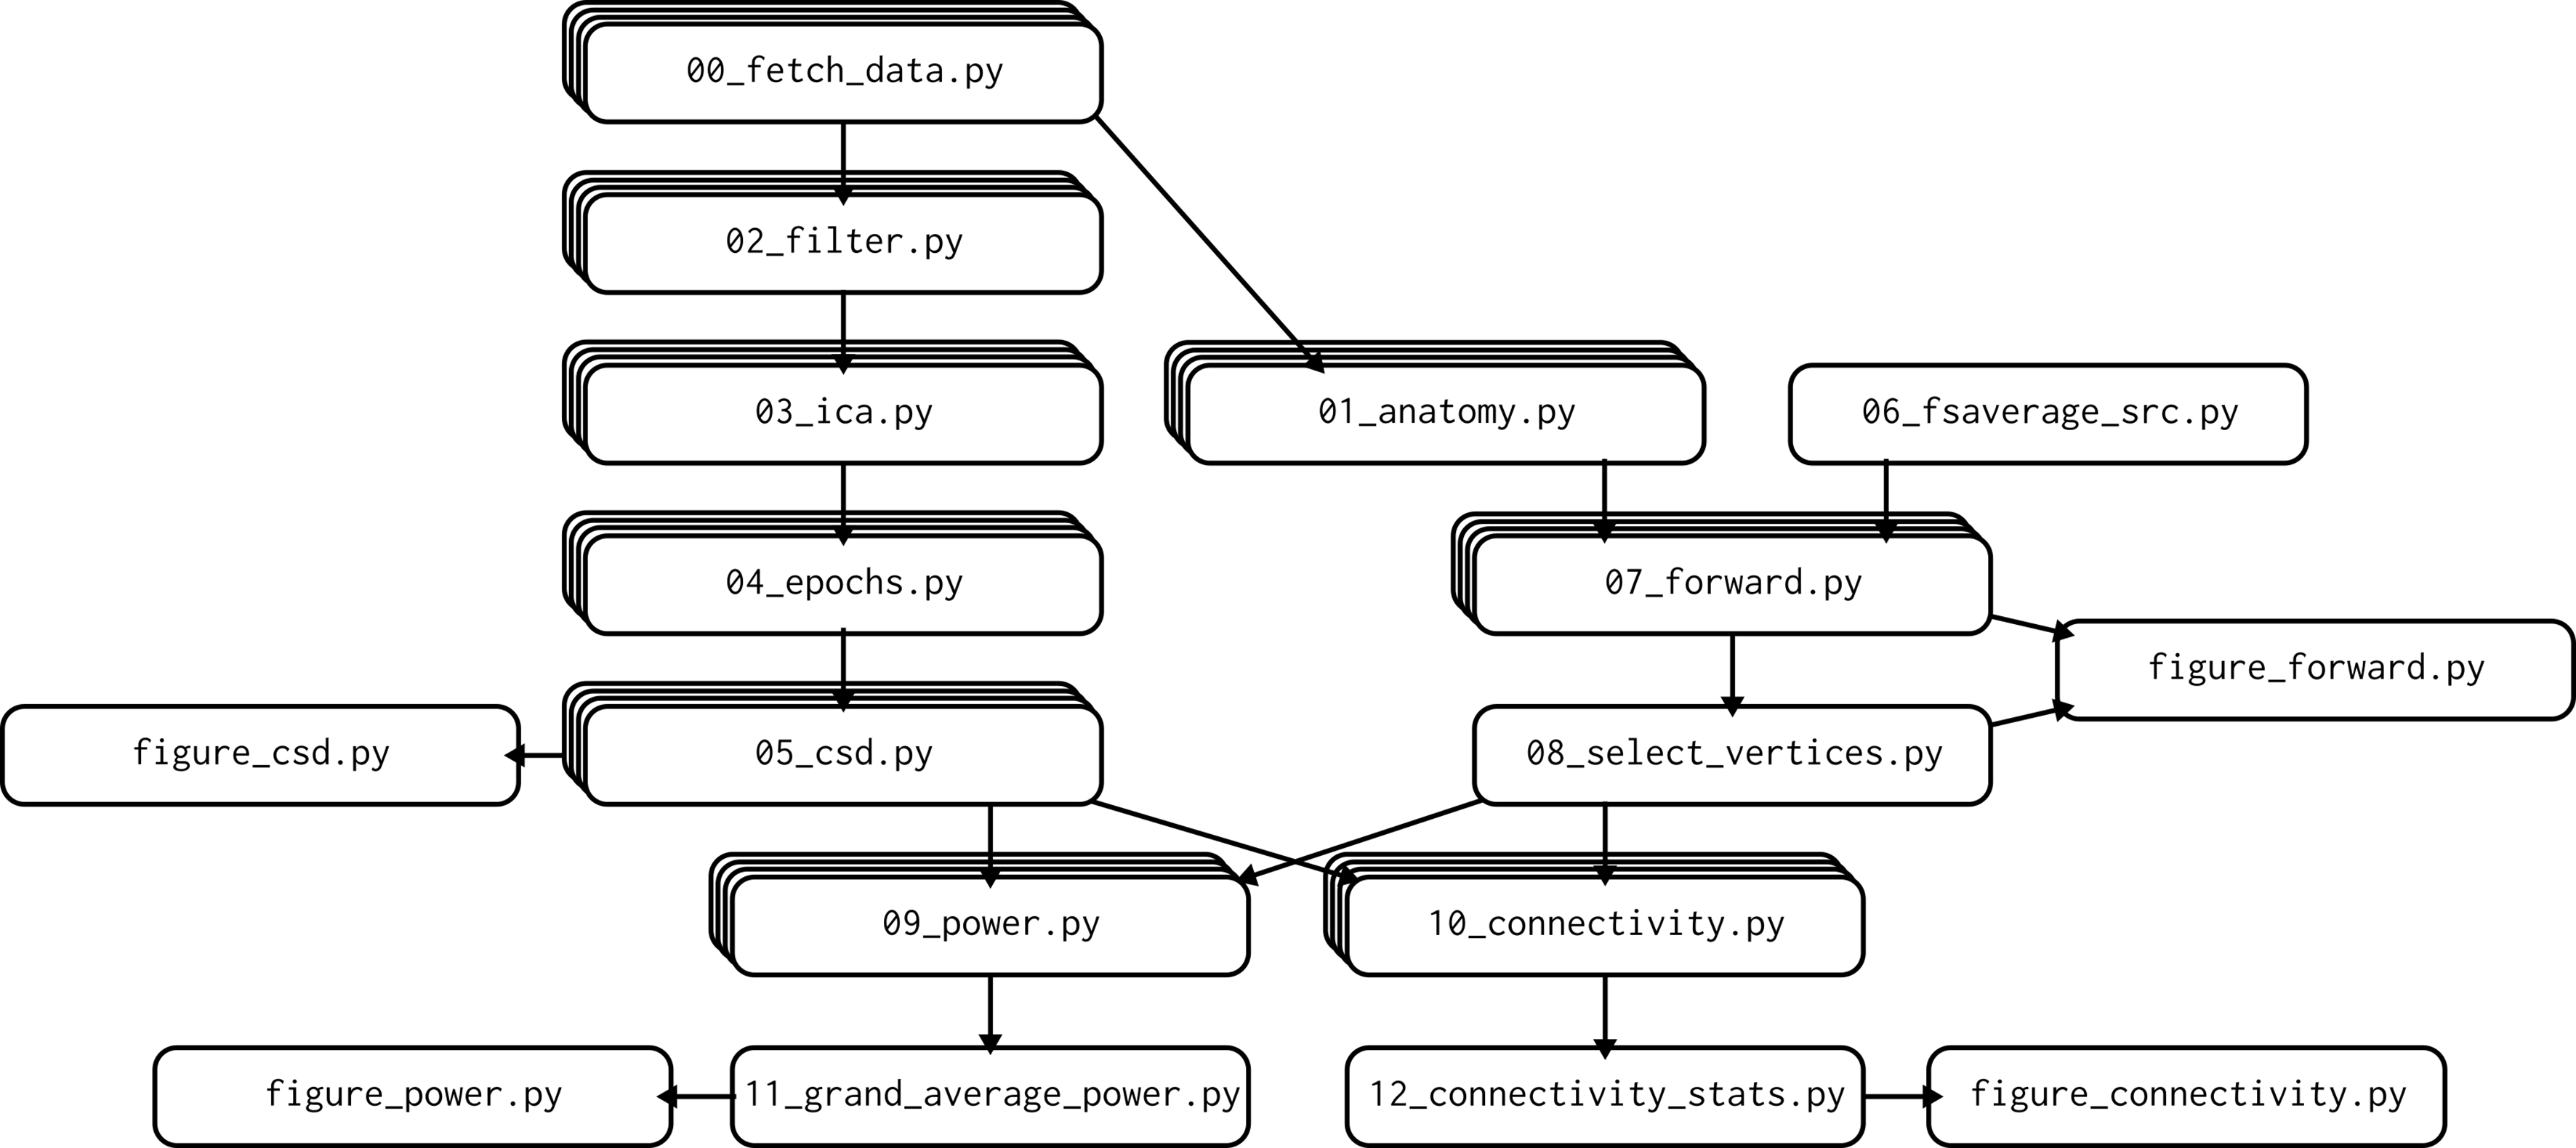 00_fetch_data.py
02_filter.py
03_ica.py
01_anatomy.py
06_fsaverage_src.py
04_epochs.py
07_forward.py
figure_forward.py
figure_csd.py
05_csd.py
08_select_vertices.py
09_power.py
10_connectivity.py
figure_power.py
11_grand_average_power.py
12_connectivity_stats.py
figure_connectivity.py